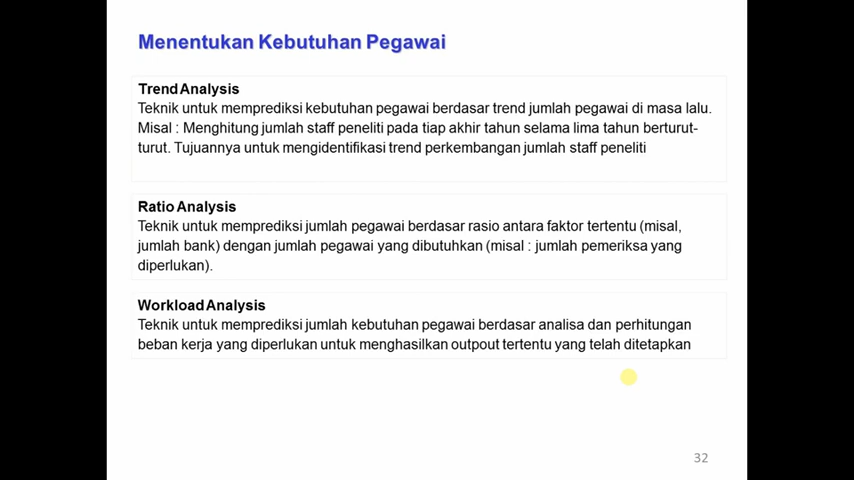 Menentukan Kebutuhan Pegawai
Trend Analysis
Teknik untuk memprediksi kebutuhan pegawai berdasar trend jumlah pegawai di masa lalu.
Misal : Menghitung jumlah staff peneliti pada tiap akhir tahun selama lima tahun berturut-
turut. Tujuannya untuk mengidentifikasi trend perkembangan jumlah staff peneliti
Ratio Analysis
Teknik untuk memprediksi jumlah pegawai berdasar rasio antara faktor tertentu (misal,
jumlah bank) dengan jumlah pegawai yang dibutuhkan (misal : jumlah pemeriksa yang
diperlukan).
Workload Analysis
Teknik untuk memprediksi jumlah kebutuhan pegawai berdasar analisa dan perhitungan
beban kerja yang diperlukan untuk menghasilkan outpout tertentu yang telah ditetapkan
32